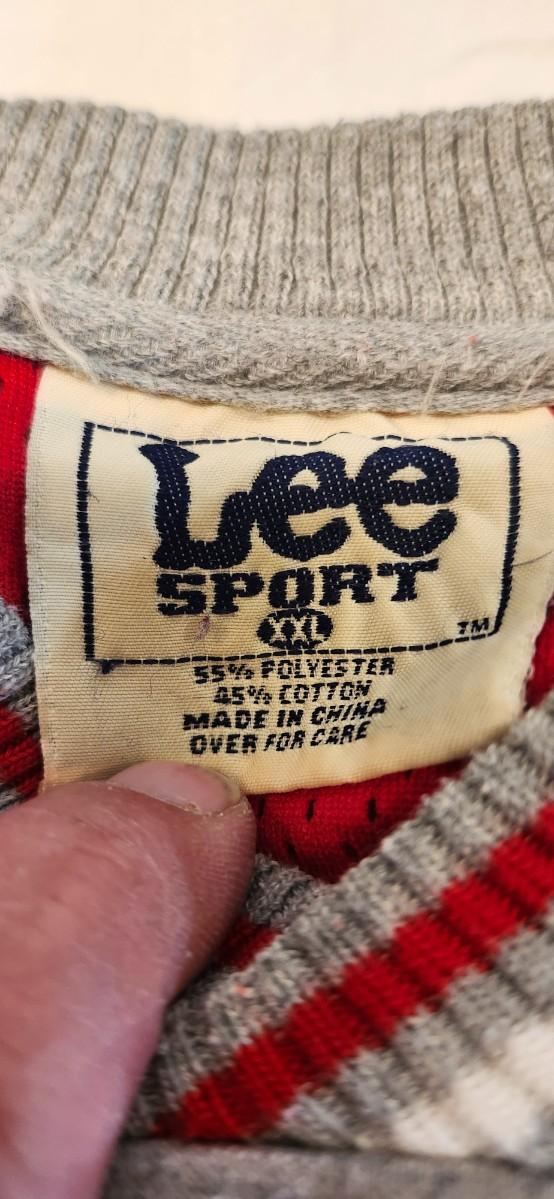 Lee
SPORT
XXL
TM
55% POLYESTER
45% COTTON
MADE IN CHINA
OVER FOR CARE